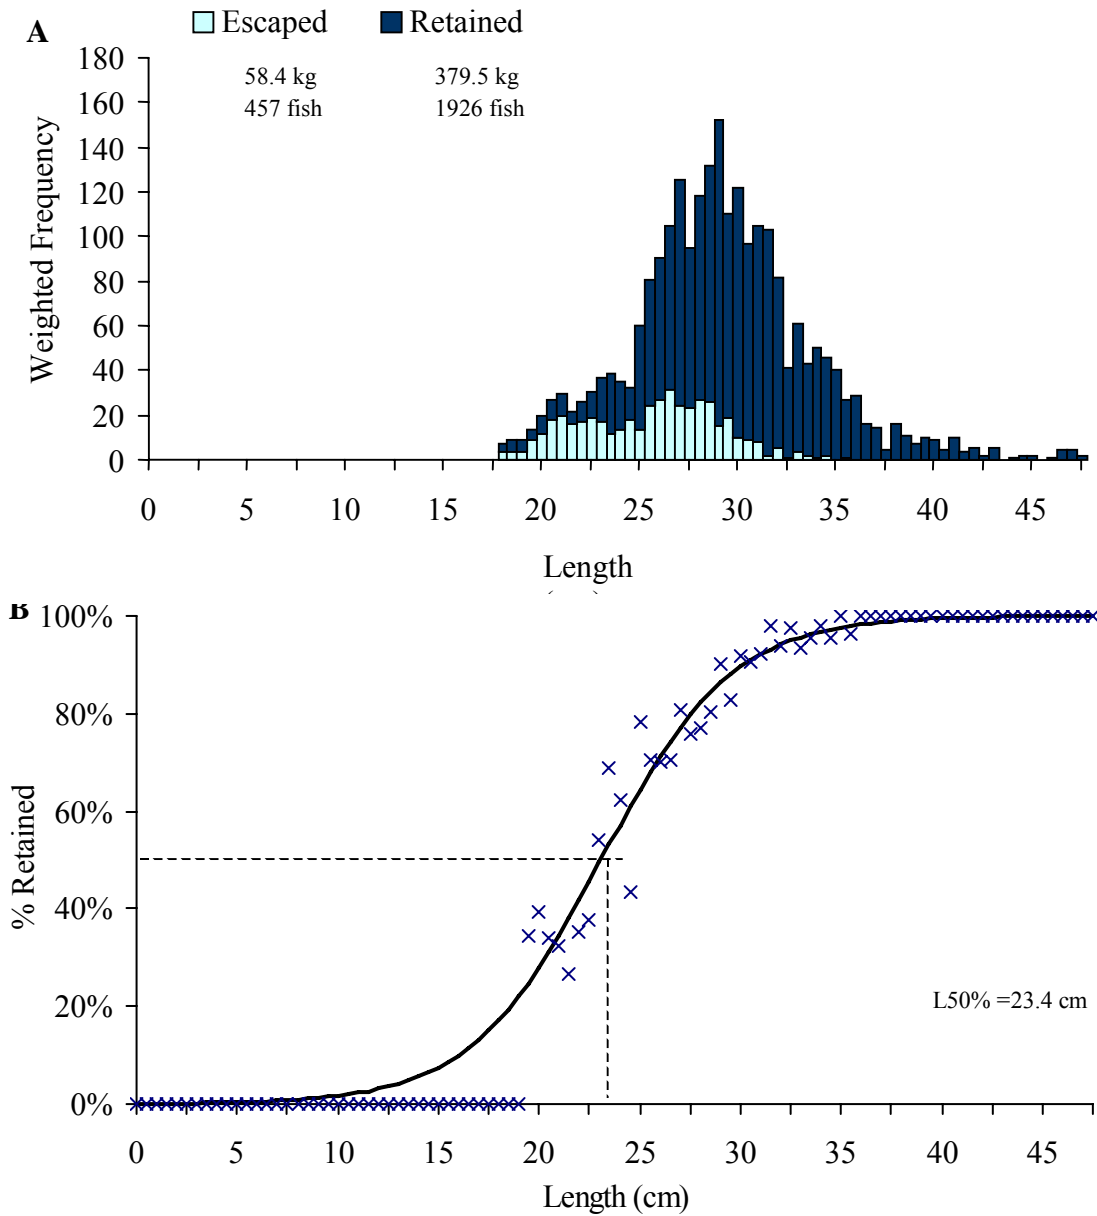 A
Escaped
Retained
58.4 kg
379.5 kg
457 fish
1926 fish
Weighted Frequency
180
160
140
120
100
80
60
40
20
0
0 5 10 15 20 25 30 35 40 45
Length
B
% Retained
100%
80%
60%
40%
20%
0%
L50% =23.4 cm
0 5 10 15 20 25 30 35 40 45
Length (cm)